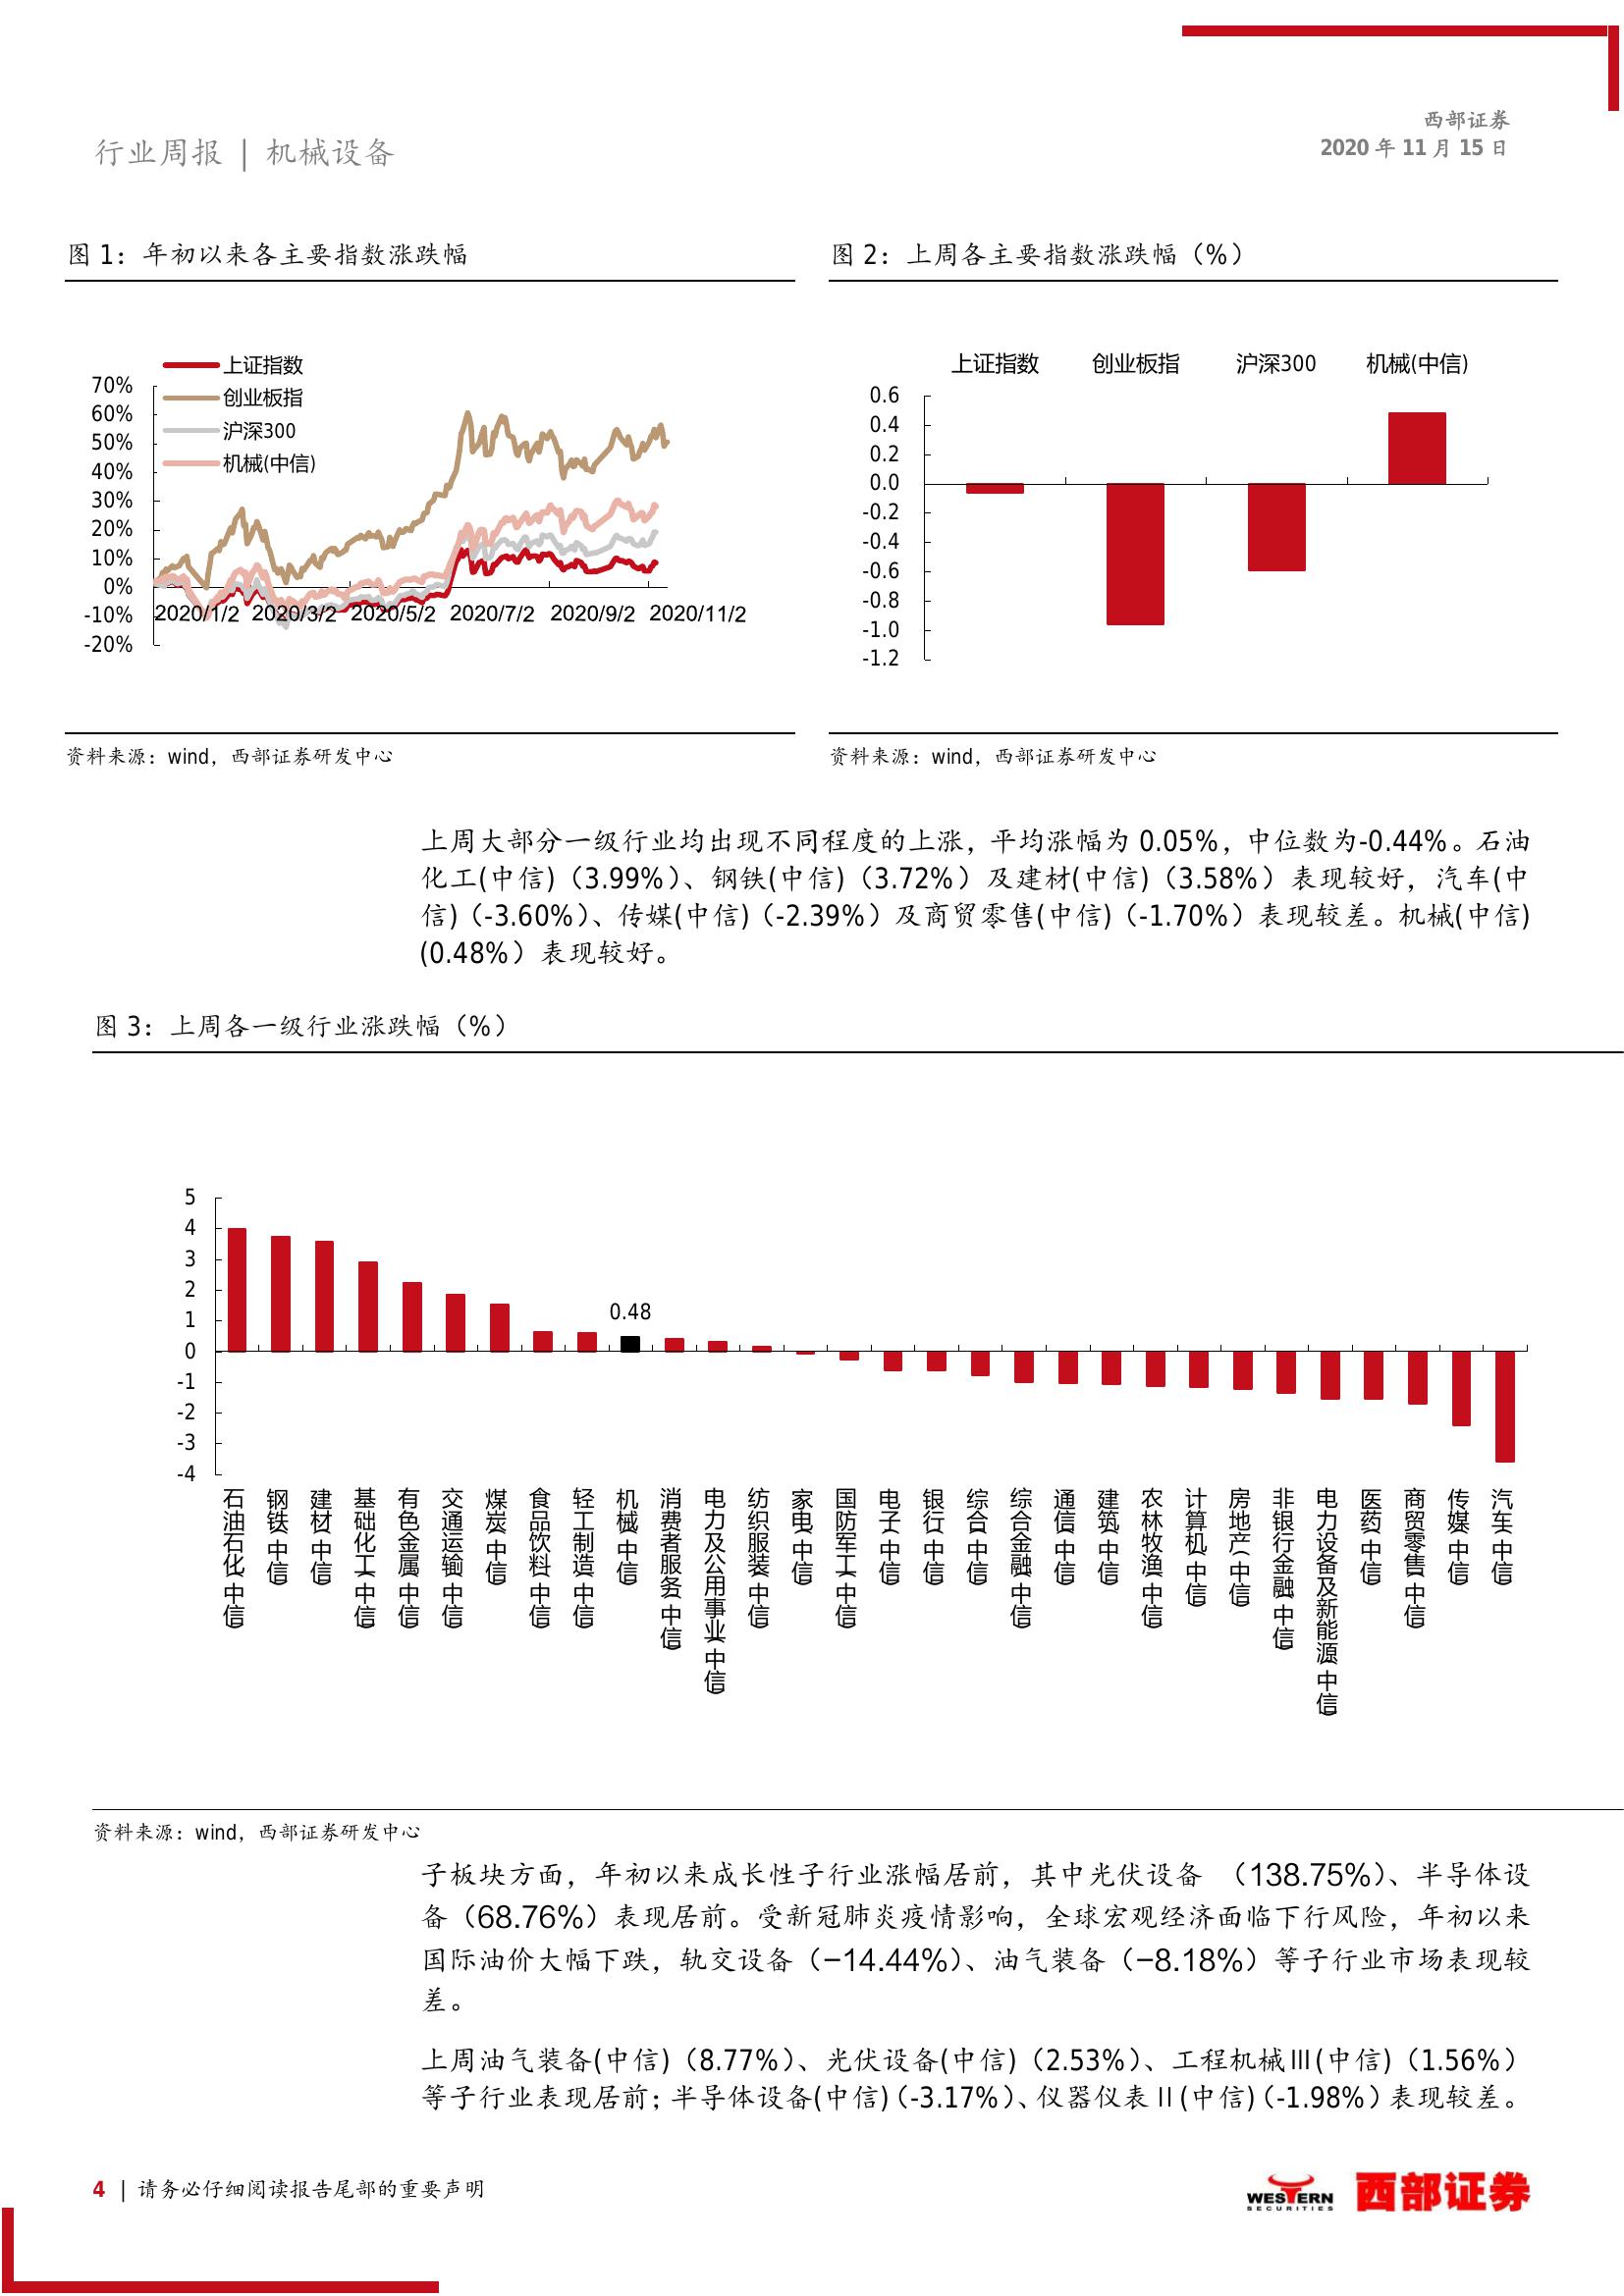 西部证券
行业周报 | 机械设备
2020 年 11 月 15 日
图 1：年初以来各主要指数涨跌幅
上证指数
创业板指
沪深300
机械(中信)
70%
60%
50%
40%
30%
20%
10%
0%
-10%
-20%
2020/1/2 2020/3/2 2020/5/2 2020/7/2 2020/9/2 2020/11/2
资料来源：wind，西部证券研发中心
图 2：上周各主要指数涨跌幅（%）
上证指数 创业板指 沪深300 机械(中信)
0.6
0.4
0.2
0.0
-0.2
-0.4
-0.6
-0.8
-1.0
-1.2
资料来源：wind，西部证券研发中心
上周大部分一级行业均出现不同程度的上涨，平均涨幅为 0.05%，中位数为-0.44%。石油
化工(中信)（3.99%）、钢铁(中信)（3.72%）及建材(中信)（3.58%）表现较好，汽车(中
信)（-3.60%）、传媒(中信)（-2.39%）及商贸零售(中信)（-1.70%）表现较差。机械(中信)
(0.48%）表现较好。
图 3：上周各一级行业涨跌幅（%）
5
4
3
2
1
0
-1
-2
-3
-4
0.48
石油石化(中信)
钢铁(中信)
建材(中信)
基础化工(中信)
有色金属(中信)
交通运输(中信)
煤炭(中信)
食品饮料(中信)
轻工制造(中信)
机械(中信)
消费者服务(中信)
电力及公用事业(中信)
纺织服装(中信)
家电(中信)
国防军工(中信)
电子(中信)
银行(中信)
综合(中信)
综合金融(中信)
通信(中信)
建筑(中信)
农林牧渔(中信)
计算机(中信)
房地产(中信)
非银行金融(中信)
电力设备及新能源(中信)
医药(中信)
商贸零售(中信)
传媒(中信)
汽车(中信)
资料来源：wind，西部证券研发中心
子板块方面，年初以来成长性子行业涨幅居前，其中光伏设备 （138.75%）、半导体设
备（68.76%）表现居前。受新冠肺炎疫情影响，全球宏观经济面临下行风险，年初以来
国际油价大幅下跌，轨交设备（−14.44%）、油气装备（−8.18%）等子行业市场表现较
差。
上周油气装备(中信)（8.77%）、光伏设备(中信)（2.53%）、工程机械Ⅲ(中信)（1.56%）
等子行业表现居前；半导体设备(中信)（-3.17%）、仪器仪表Ⅱ(中信)（-1.98%）表现较差。
4 | 请务必仔细阅读报告尾部的重要声明
WESTERN
SECURITIES
西部证券